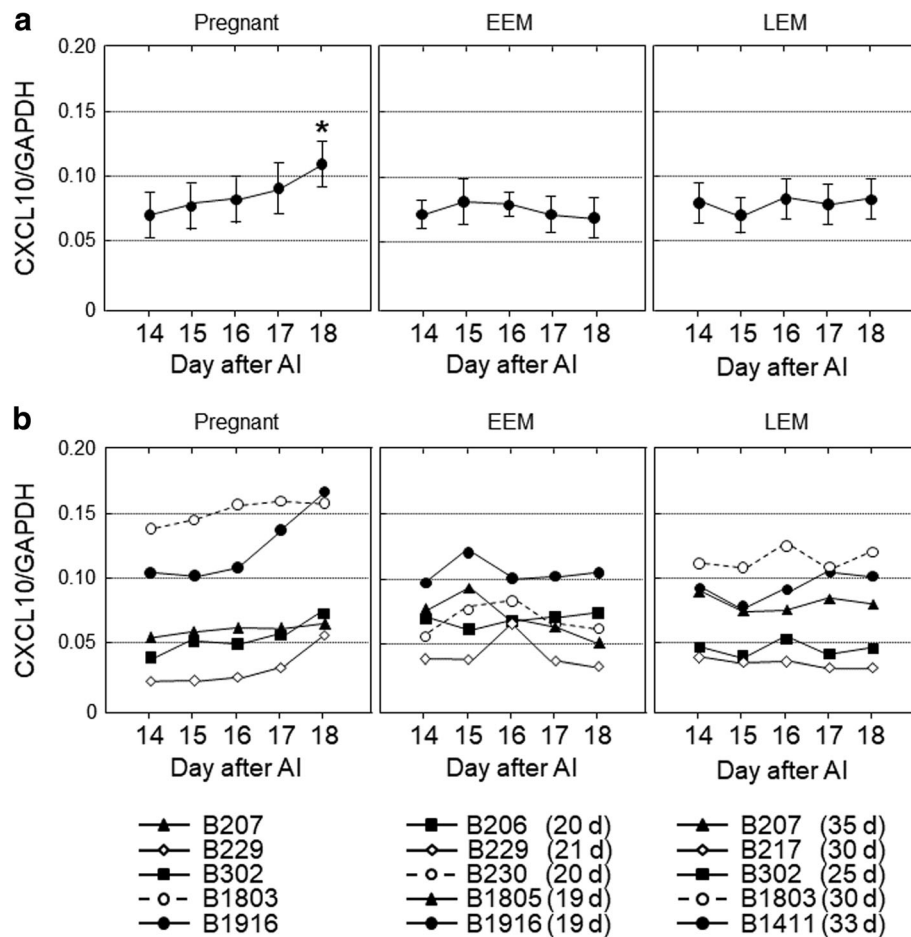 a
Pregnant EEM LEM
CXCL10/GAPDH
0.20
0.15
0.10
0.05
0
*
14 15 16 17 18 14 15 16 17 18 14 15 16 17 18
Day after AI Day after AI Day after AI
b
Pregnant EEM LEM
CXCL10/GAPDH
0.20
0.15
0.10
0.05
0
14 15 16 17 18 14 15 16 17 18 14 15 16 17 18
Day after AI Day after AI Day after AI
B207 B206 (20 d) B207 (35 d)
B229 B229 (21 d) B217 (30 d)
B302 B230 (20 d) B302 (25 d)
B1803 B1805 (19 d) B1803 (30 d)
B1916 B1916 (19 d) B1411 (33 d)